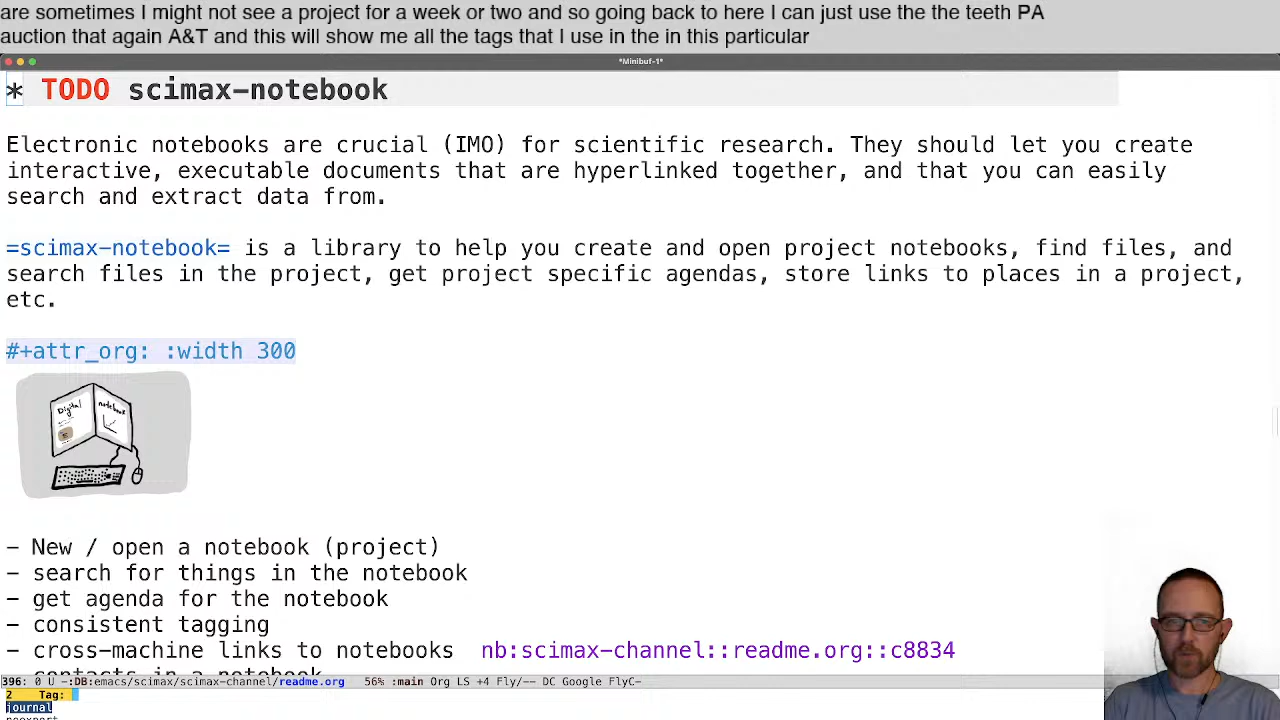 are sometimes I might not see a project for a week or two and so going back to here I can just use the the teeth PA
auction that again A&T and this will show me all the tags that I use in the in this particular
*Minibuf-1*
* TODO scimax-notebook
Electronic notebooks are crucial (IMO) for scientific research. They should let you create
interactive, executable documents that are hyperlinked together, and that you can easily
search and extract data from.
=scimax-notebook= is a library to help you create and open project notebooks, find files, and
search files in the project, get project specific agendas, store links to places in a project,
etc.
#+attr_org: :width 300
Digital notebook
- New / open a notebook (project)
- search for things in the notebook
- get agenda for the notebook
- consistent tagging
- cross-machine links to notebooks nb:scimax-channel::readme.org::c8834
- contacts in a notebook
396: 0 U -:DB:emacs/scimax/scimax-channel/readme.org 56% :main Org LS +4 Fly/-- DC Google FlyC-
2 Tag:
journal
noexport